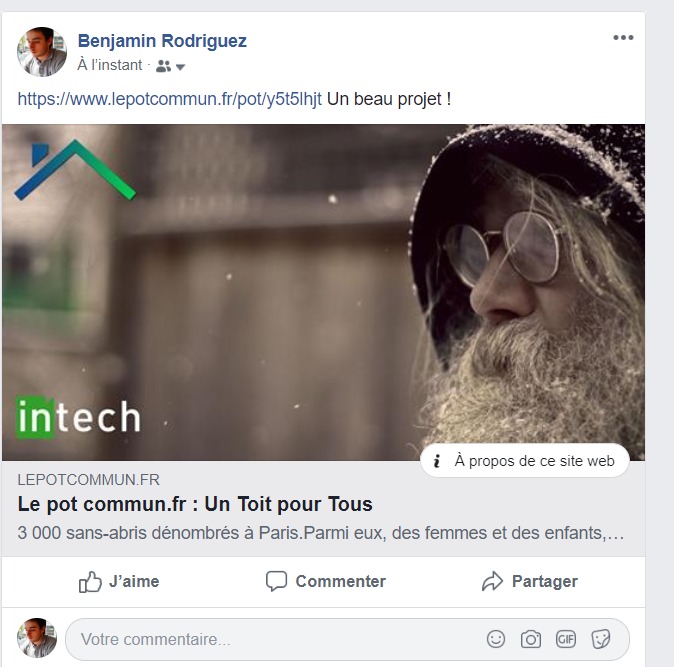 Benjamin Rodriguez
À l'instant ·
https://www.lepotcommun.fr/pot/y5t5lhjt Un beau projet !
intech
i À propos de ce site web
LEPOTCOMMUN.FR
Le pot commun.fr : Un Toit pour Tous
3 000 sans-abris dénombrés à Paris.Parmi eux, des femmes et des enfants,…
J'aime Commenter Partager
Votre commentaire... GIF